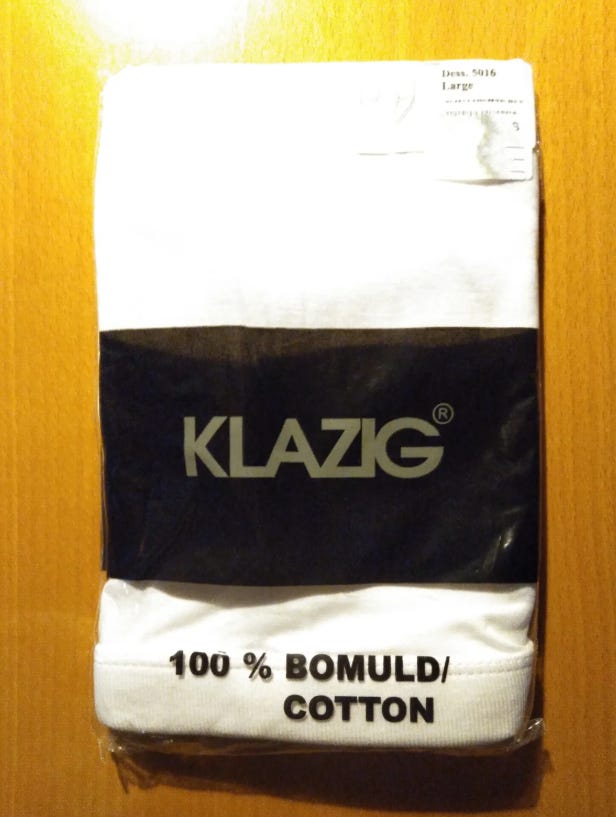 Dess. 5016
Large
KLAZIG®
100 % BOMULD/
COTTON